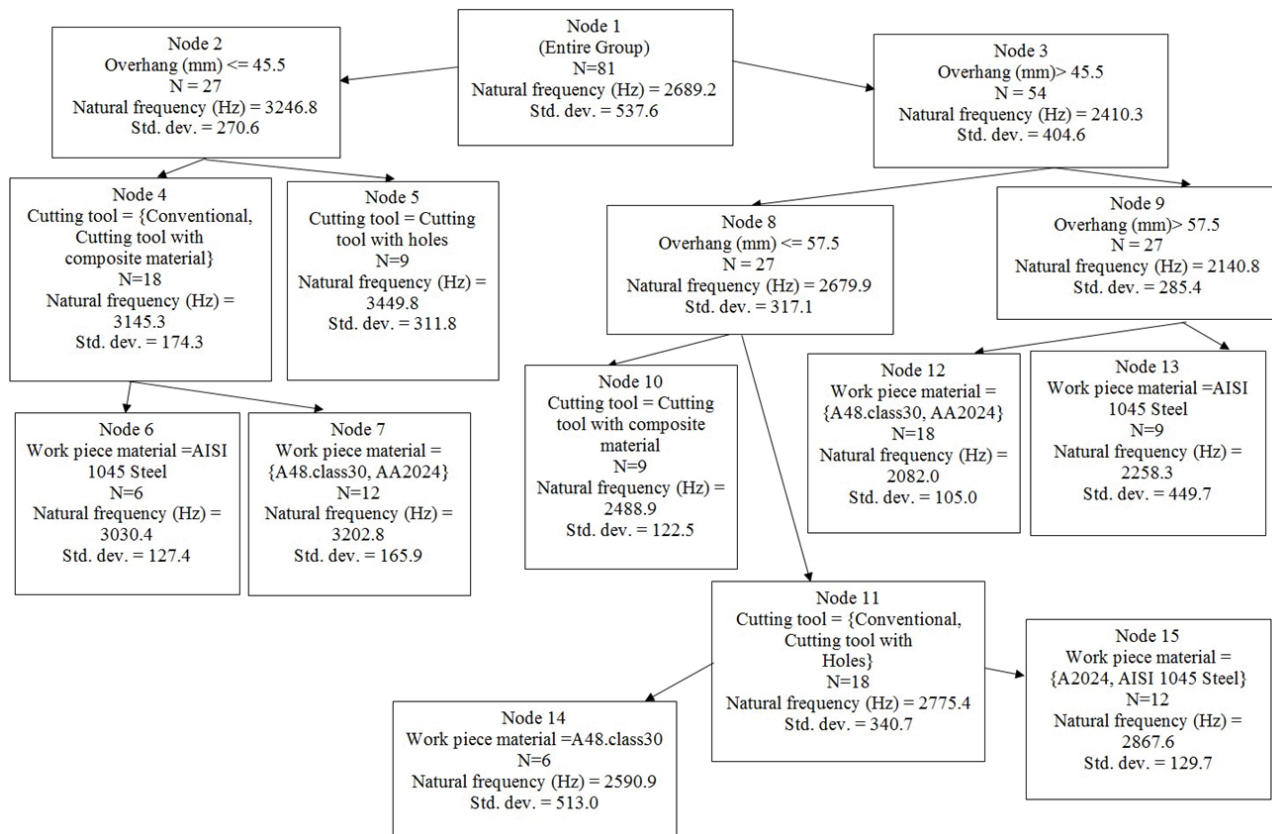 Node 1
(Entire Group)
N=81
Natural frequency (Hz) = 2689.2
Std. dev. = 537.6
Node 2
Overhang (mm) <= 45.5
N = 27
Natural frequency (Hz) = 3246.8
Std. dev. = 270.6
Node 3
Overhang (mm)> 45.5
N = 54
Natural frequency (Hz) = 2410.3
Std. dev. = 404.6
Node 4
Cutting tool = {Conventional,
Cutting tool with
composite material}
N=18
Natural frequency (Hz) =
3145.3
Std. dev. = 174.3
Node 5
Cutting tool = Cutting
tool with holes
N=9
Natural frequency (Hz) =
3449.8
Std. dev. = 311.8
Node 8
Overhang (mm) <= 57.5
N = 27
Natural frequency (Hz) = 2679.9
Std. dev. = 317.1
Node 9
Overhang (mm)> 57.5
N = 27
Natural frequency (Hz) = 2140.8
Std. dev. = 285.4
Node 6
Work piece material =AISI
1045 Steel
N=6
Natural frequency (Hz) =
3030.4
Std. dev. = 127.4
Node 7
Work piece material =
{A48.class30, AA2024}
N=12
Natural frequency (Hz) =
3202.8
Std. dev. = 165.9
Node 10
Cutting tool = Cutting
tool with composite
material
N=9
Natural frequency (Hz) =
2488.9
Std. dev. = 122.5
Node 12
Work piece material =
{A48.class30, AA2024}
N=18
Natural frequency (Hz) =
2082.0
Std. dev. = 105.0
Node 13
Work piece material =AISI
1045 Steel
N=9
Natural frequency (Hz) =
2258.3
Std. dev. = 449.7
Node 11
Cutting tool = {Conventional,
Cutting tool with
Holes}
N=18
Natural frequency (Hz) = 2775.4
Std. dev. = 340.7
Node 14
Work piece material =A48.class30
N=6
Natural frequency (Hz) = 2590.9
Std. dev. = 513.0
Node 15
Work piece material =
{A2024, AISI 1045 Steel}
N=12
Natural frequency (Hz) =
2867.6
Std. dev. = 129.7